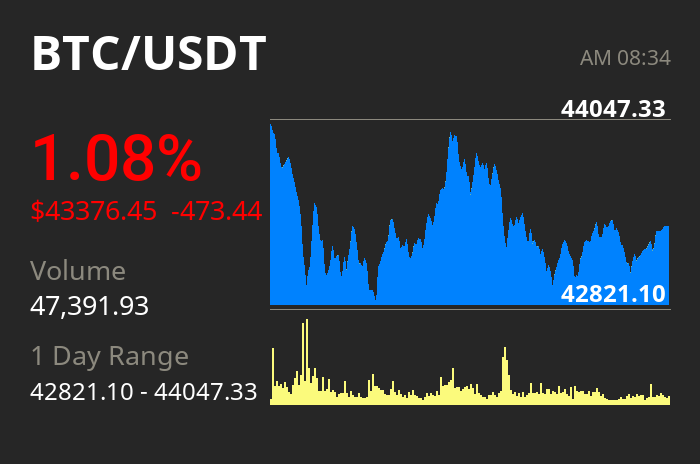 BTC/USDT
AM 08:34
44047.33
1.08%
$43376.45 -473.44
Volume
47,391.93
42821.10
1 Day Range
42821.10 - 44047.33